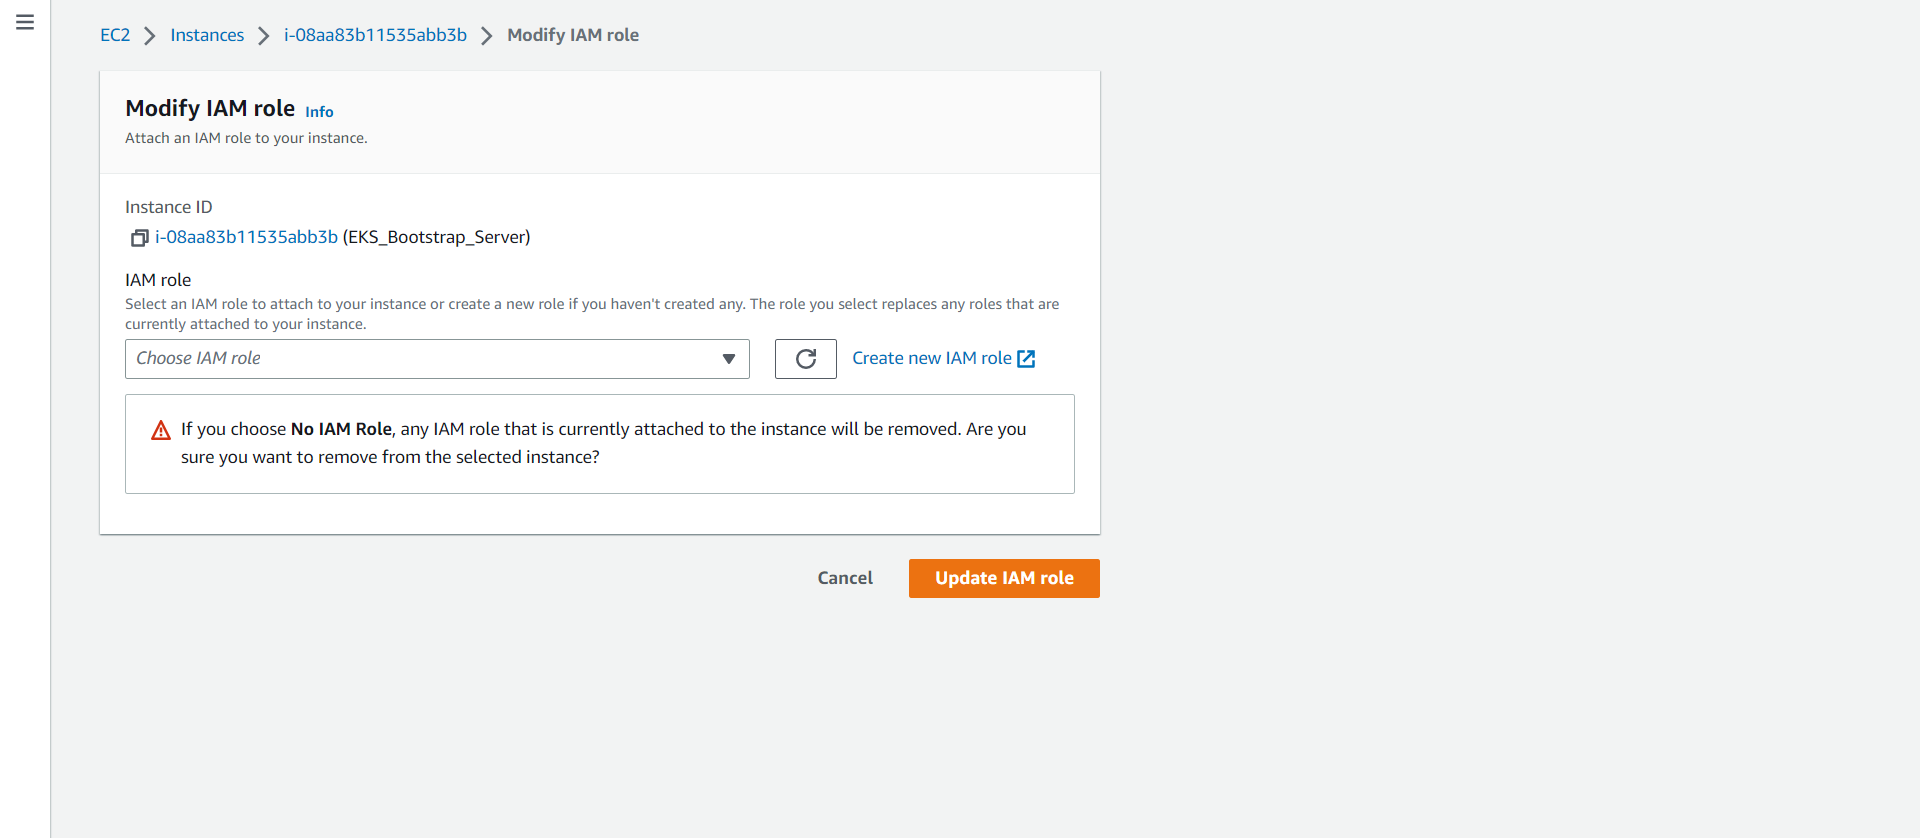 EC2 Instances i-08aa83b11535abb3b Modify IAM role
Modify IAM role Info
Attach an IAM role to your instance.
Instance ID
i-08aa83b11535abb3b (EKS_Bootstrap_Server)
IAM role
Select an IAM role to attach to your instance or create a new role if you haven't created any. The role you select replaces any roles that are
currently attached to your instance.
Choose IAM role Create new IAM role
If you choose No IAM Role, any IAM role that is currently attached to the instance will be removed. Are you
sure you want to remove from the selected instance?
Cancel Update IAM role